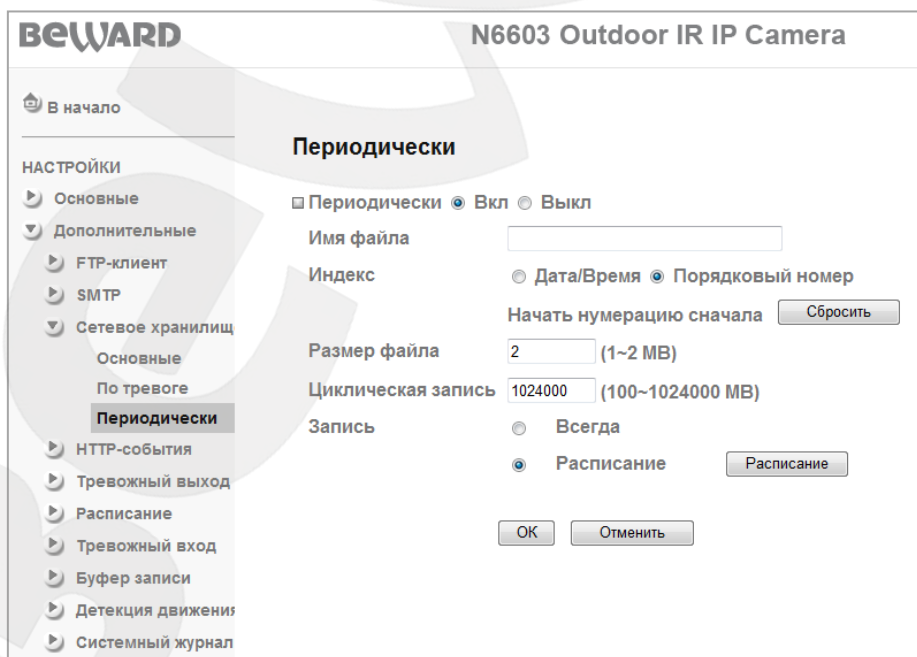 BEWARD
N6603 Outdoor IR IP Camera
В начало
НАСТРОЙКИ
Основные
Дополнительные
FTP-клиент
SMTP
Сетевое хранилищ
Основные
По тревоге
Периодически
HTTP-события
Тревожный выход
Расписание
Тревожный вход
Буфер записи
Детекция движения
Системный журнал
Периодически
Периодически Вкл Выкл
Имя файла
Индекс Дата/Время Порядковый номер
Начать нумерацию сначала Сбросить
Размер файла 2 (1~2 MB)
Циклическая запись 1024000 (100~1024000 MB)
Запись Всегда
Расписание Расписание
OK Отменить